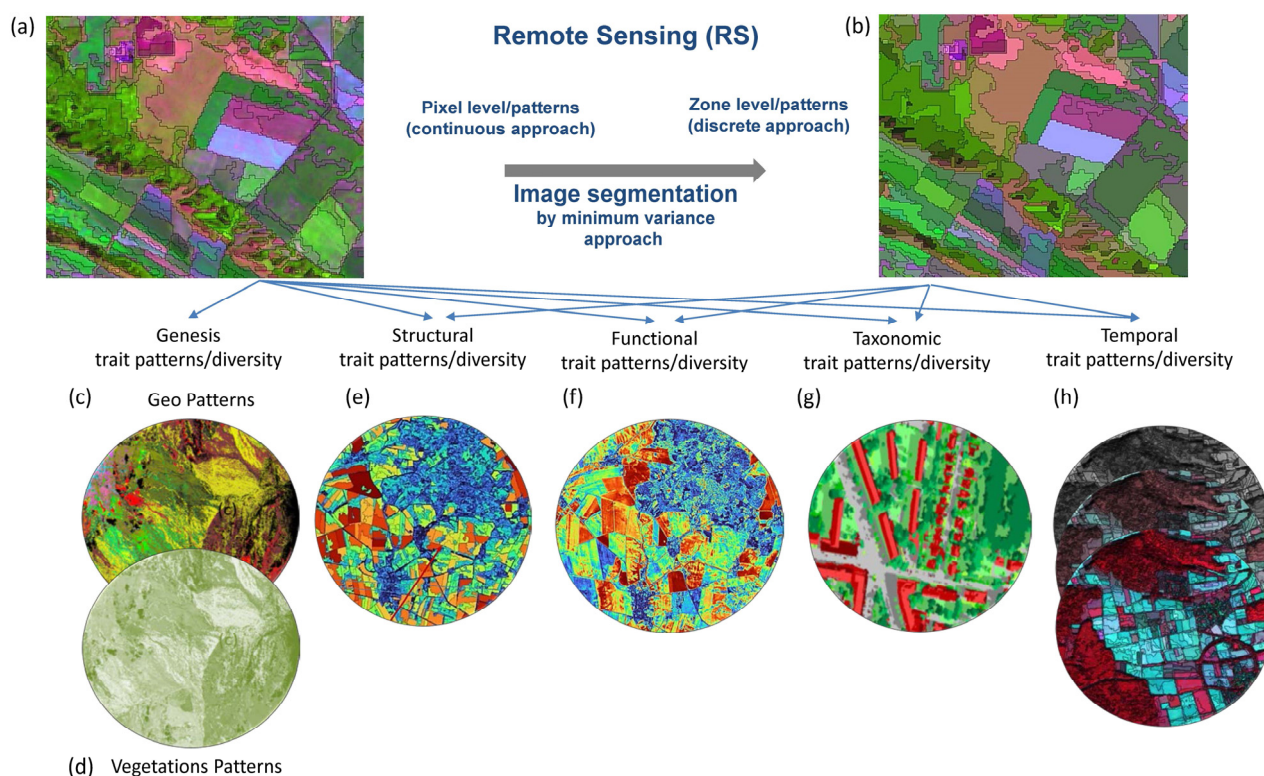 (a)
Remote Sensing (RS)
(b)
Pixel level/patterns
(continuous approach)
Zone level/patterns
(discrete approach)
Image segmentation
by minimum variance
approach
Genesis
trait patterns/diversity
Structural
trait patterns/diversity
Functional
trait patterns/diversity
Taxonomic
trait patterns/diversity
Temporal
trait patterns/diversity
(c)
Geo Patterns
(e)
(f)
(g)
(h)
(d) Vegetations Patterns